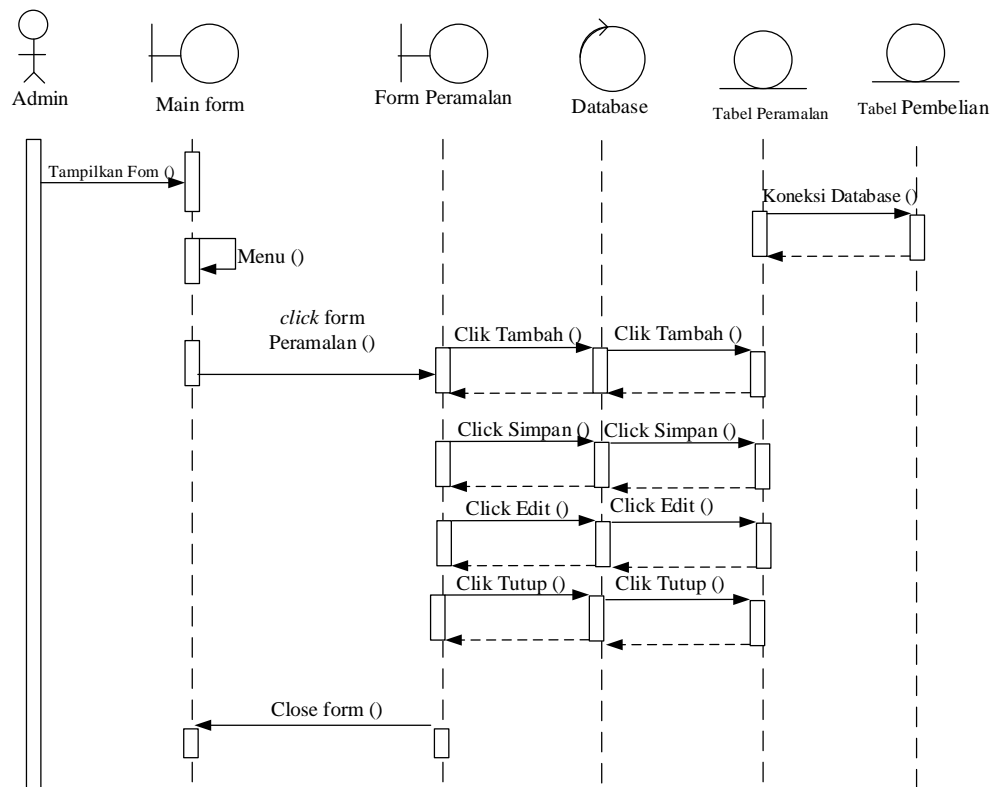 Admin
Main form
Form Peramalan
Database
Tabel Peramalan
Tabel Pembelian
Tampilkan Fom ()
Koneksi Database ()
Menu ()
click form
Peramalan ()
Clik Tambah ()
Clik Tambah ()
Click Simpan ()
Click Simpan ()
Click Edit ()
Click Edit ()
Clik Tutup ()
Clik Tutup ()
Close form ()